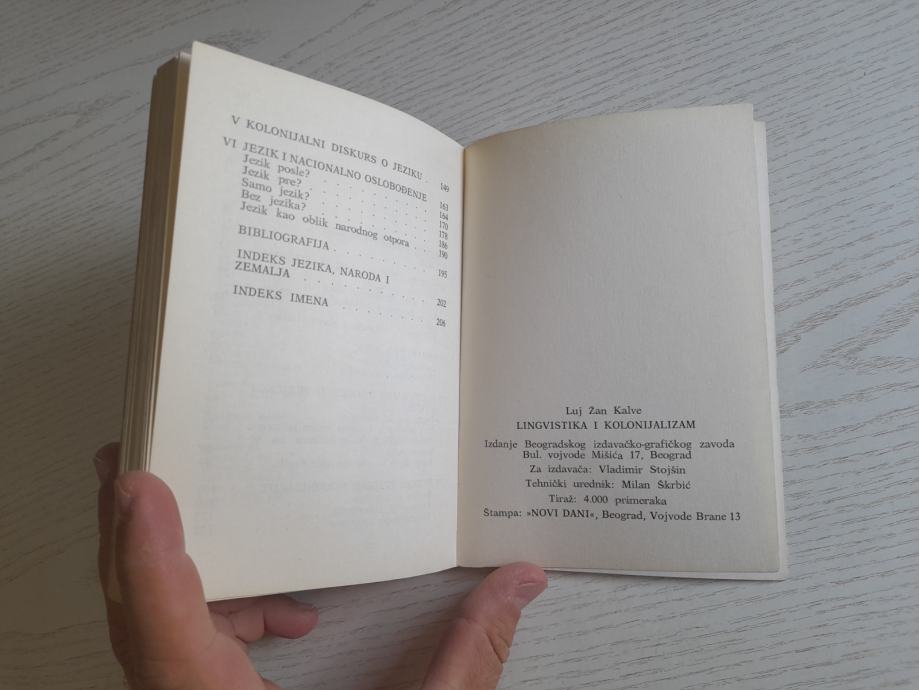 V KOLONIJALNI DISKURS O JEZIKU . 149
VI JEZIK I NACIONALNO OSLOBOĐENJE 163
Jezik posle? . . . . . . . 164
Jezik pre? . . . . . . . 170
Samo jezik? . . . . . . . 178
Bez jezika? . . . . . . . 186
Jezik kao oblik narodnog otpora . . 190
BIBLIOGRAFIJA . . . . . . . 195
INDEKS JEZIKA, NARODA I
ZEMALJA . . . . . . . . 202
INDEKS IMENA . . . . . . . 206
Luj Žan Kalve
LINGVISTIKA I KOLONIJALIZAM
Izdanje Beogradskog izdavačko-grafičkog zavoda
Bul. vojvode Mišića 17, Beograd
Za izdavača: Vladimir Stojšin
Tehnički urednik: Milan Škrbić
Tiraž: 4.000 primeraka
Štampa: »NOVI DANI«, Beograd, Vojvode Brane 13